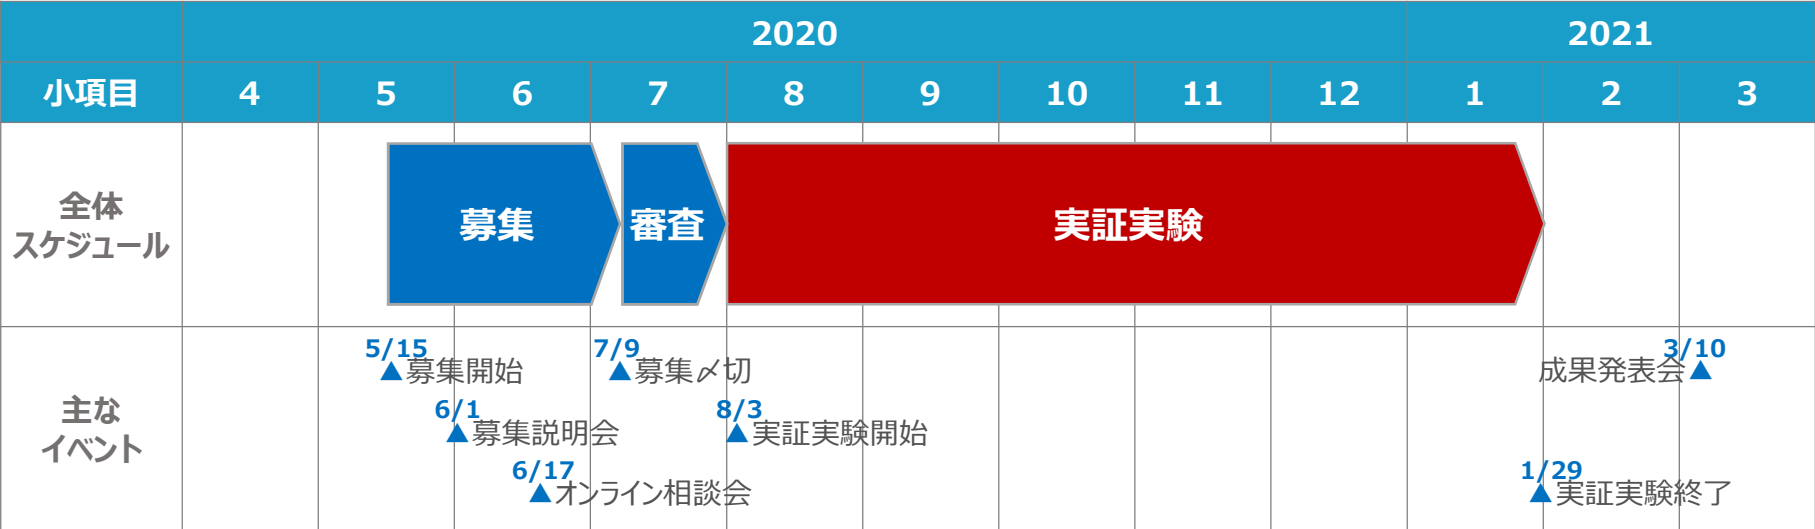 2020 2021
小項目 4 5 6 7 8 9 10 11 12 1 2 3
全体
スケジュール
募集 審査 実証実験
主な
イベント
5/15 7/9 3/10
▲募集開始 ▲募集〆切 成果発表会▲
6/1 8/3
▲募集説明会 ▲実証実験開始
6/17 1/29
▲オンライン相談会 ▲実証実験終了